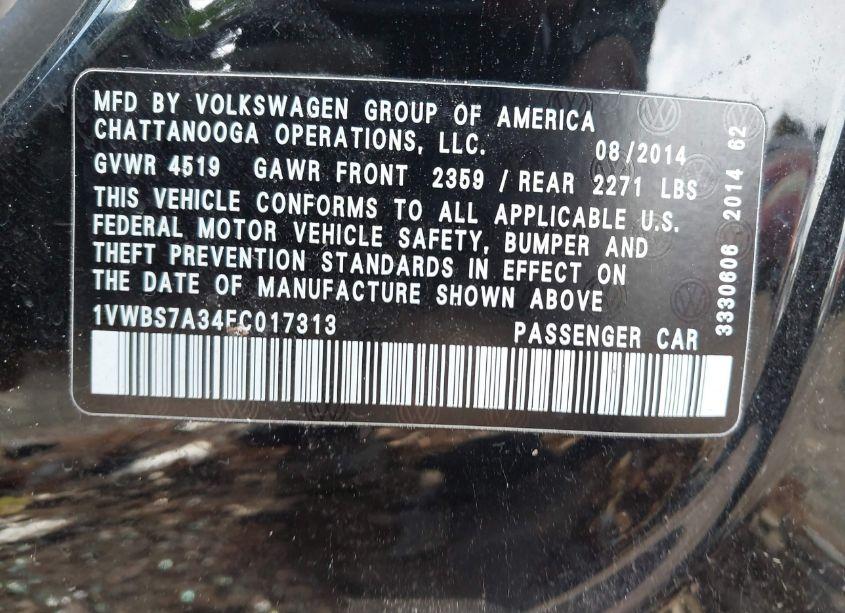 MFD BY VOLKSWAGEN GROUP OF AMERICA
CHATTANOOGA OPERATIONS, LLC. 08/2014
GVWR 4519 GAWR FRONT 2359 / REAR 2271 LBS
THIS VEHICLE CONFORMS TO ALL APPLICABLE U.S.
FEDERAL MOTOR VEHICLE SAFETY, BUMPER AND
THEFT PREVENTION STANDARDS IN EFFECT ON
THE DATE OF MANUFACTURE SHOWN ABOVE
1VWBS7A34FC017313 PASSENGER CAR
3330606 2014 62